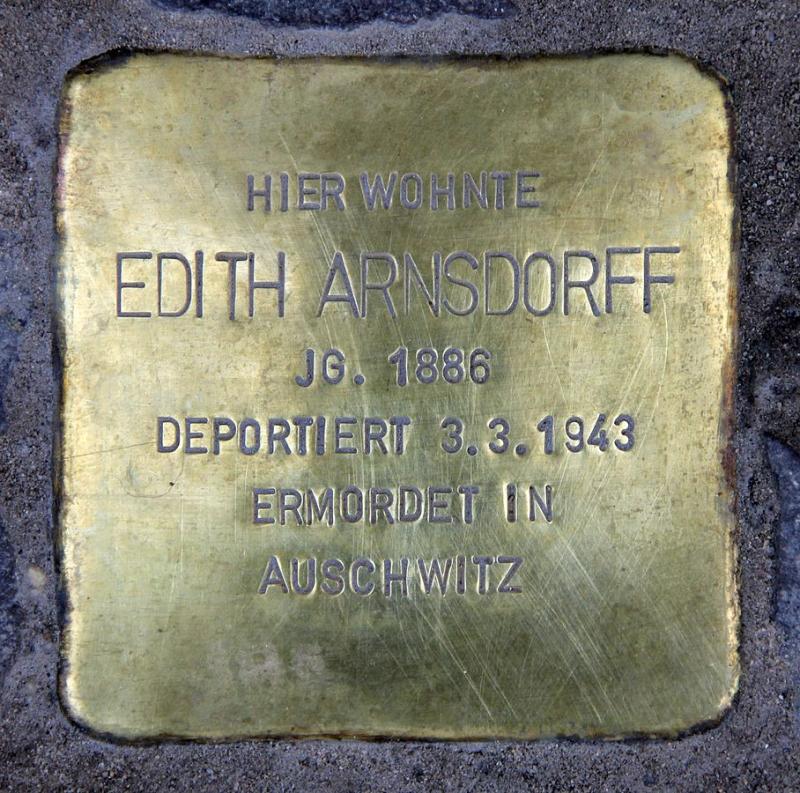 HIER WOHNTE
EDITH ARNSDORFF
JG. 1886
DEPORTIERT 3.3.1943
ERMORDET IN
AUSCHWITZ